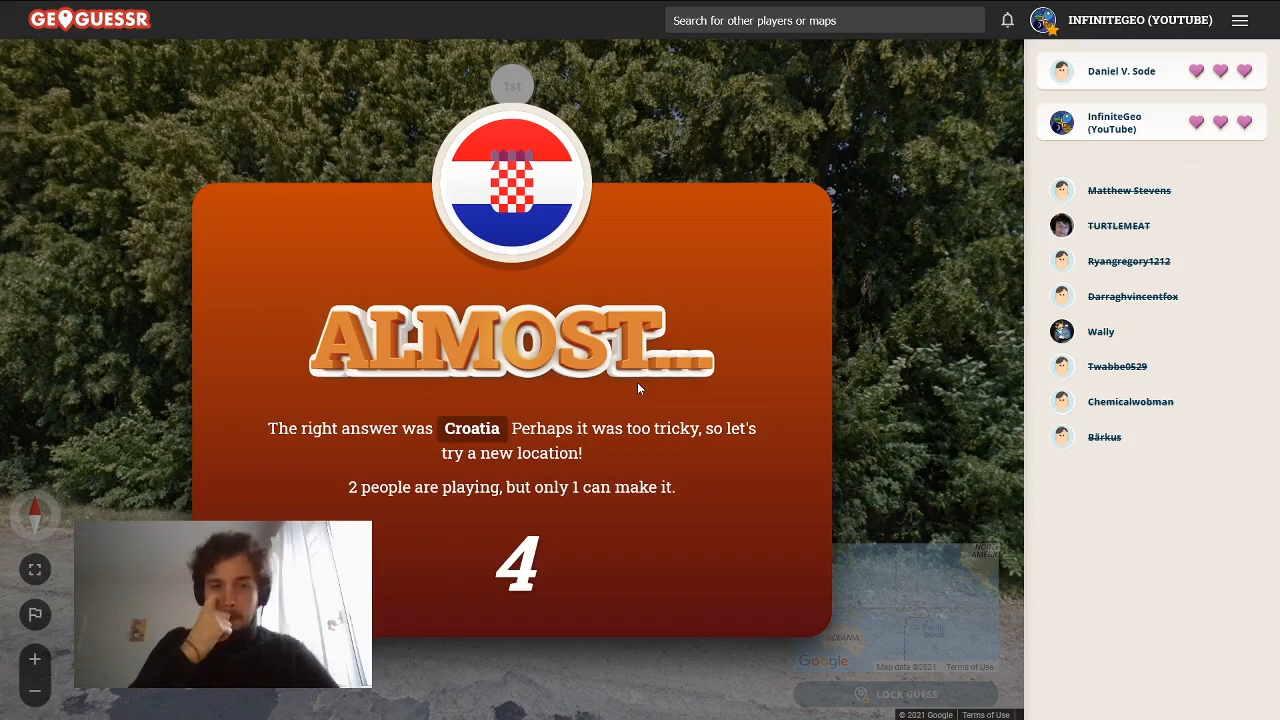 GEOGUESSR
Search for other players or maps
INFINITEGEO (YOUTUBE)
1st
ALMOST...
The right answer was Croatia Perhaps it was too tricky, so let's
try a new location!
2 people are playing, but only 1 can make it.
4
Daniel V. Sode
InfiniteGeo
(YouTube)
Matthew Stevens
TURTLEMEAT
Ryangregory1212
Darraghvincentfox
Wally
Twabbe0529
Chemicalwobman
Bärkus
NORTH
OCEANIA
Google
Map data ©2021
Terms of Use
LOCK GUESS
© 2021 Google
Terms of Use